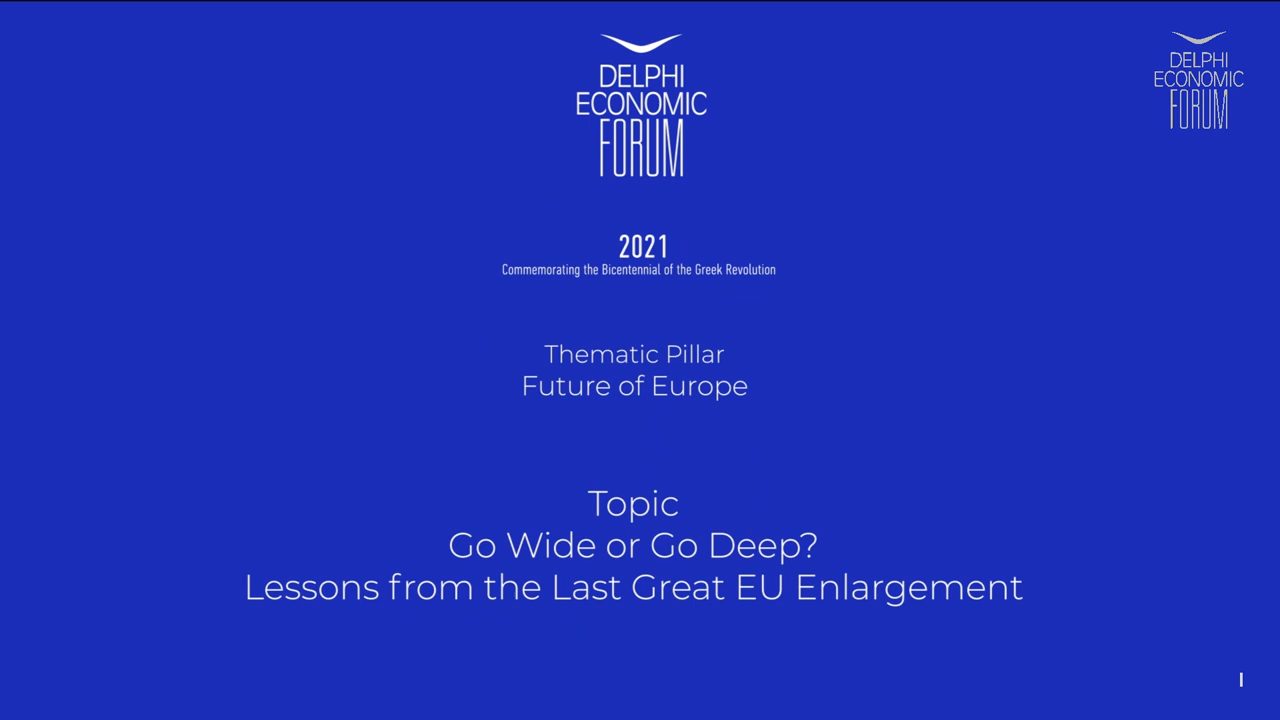 DELPHI
ECONOMIC
FORUM
DELPHI
ECONOMIC
FORUM
2021
Commemorating the Bicentennial of the Greek Revolution
Thematic Pillar
Future of Europe
Topic
Go Wide or Go Deep?
Lessons from the Last Great EU Enlargement